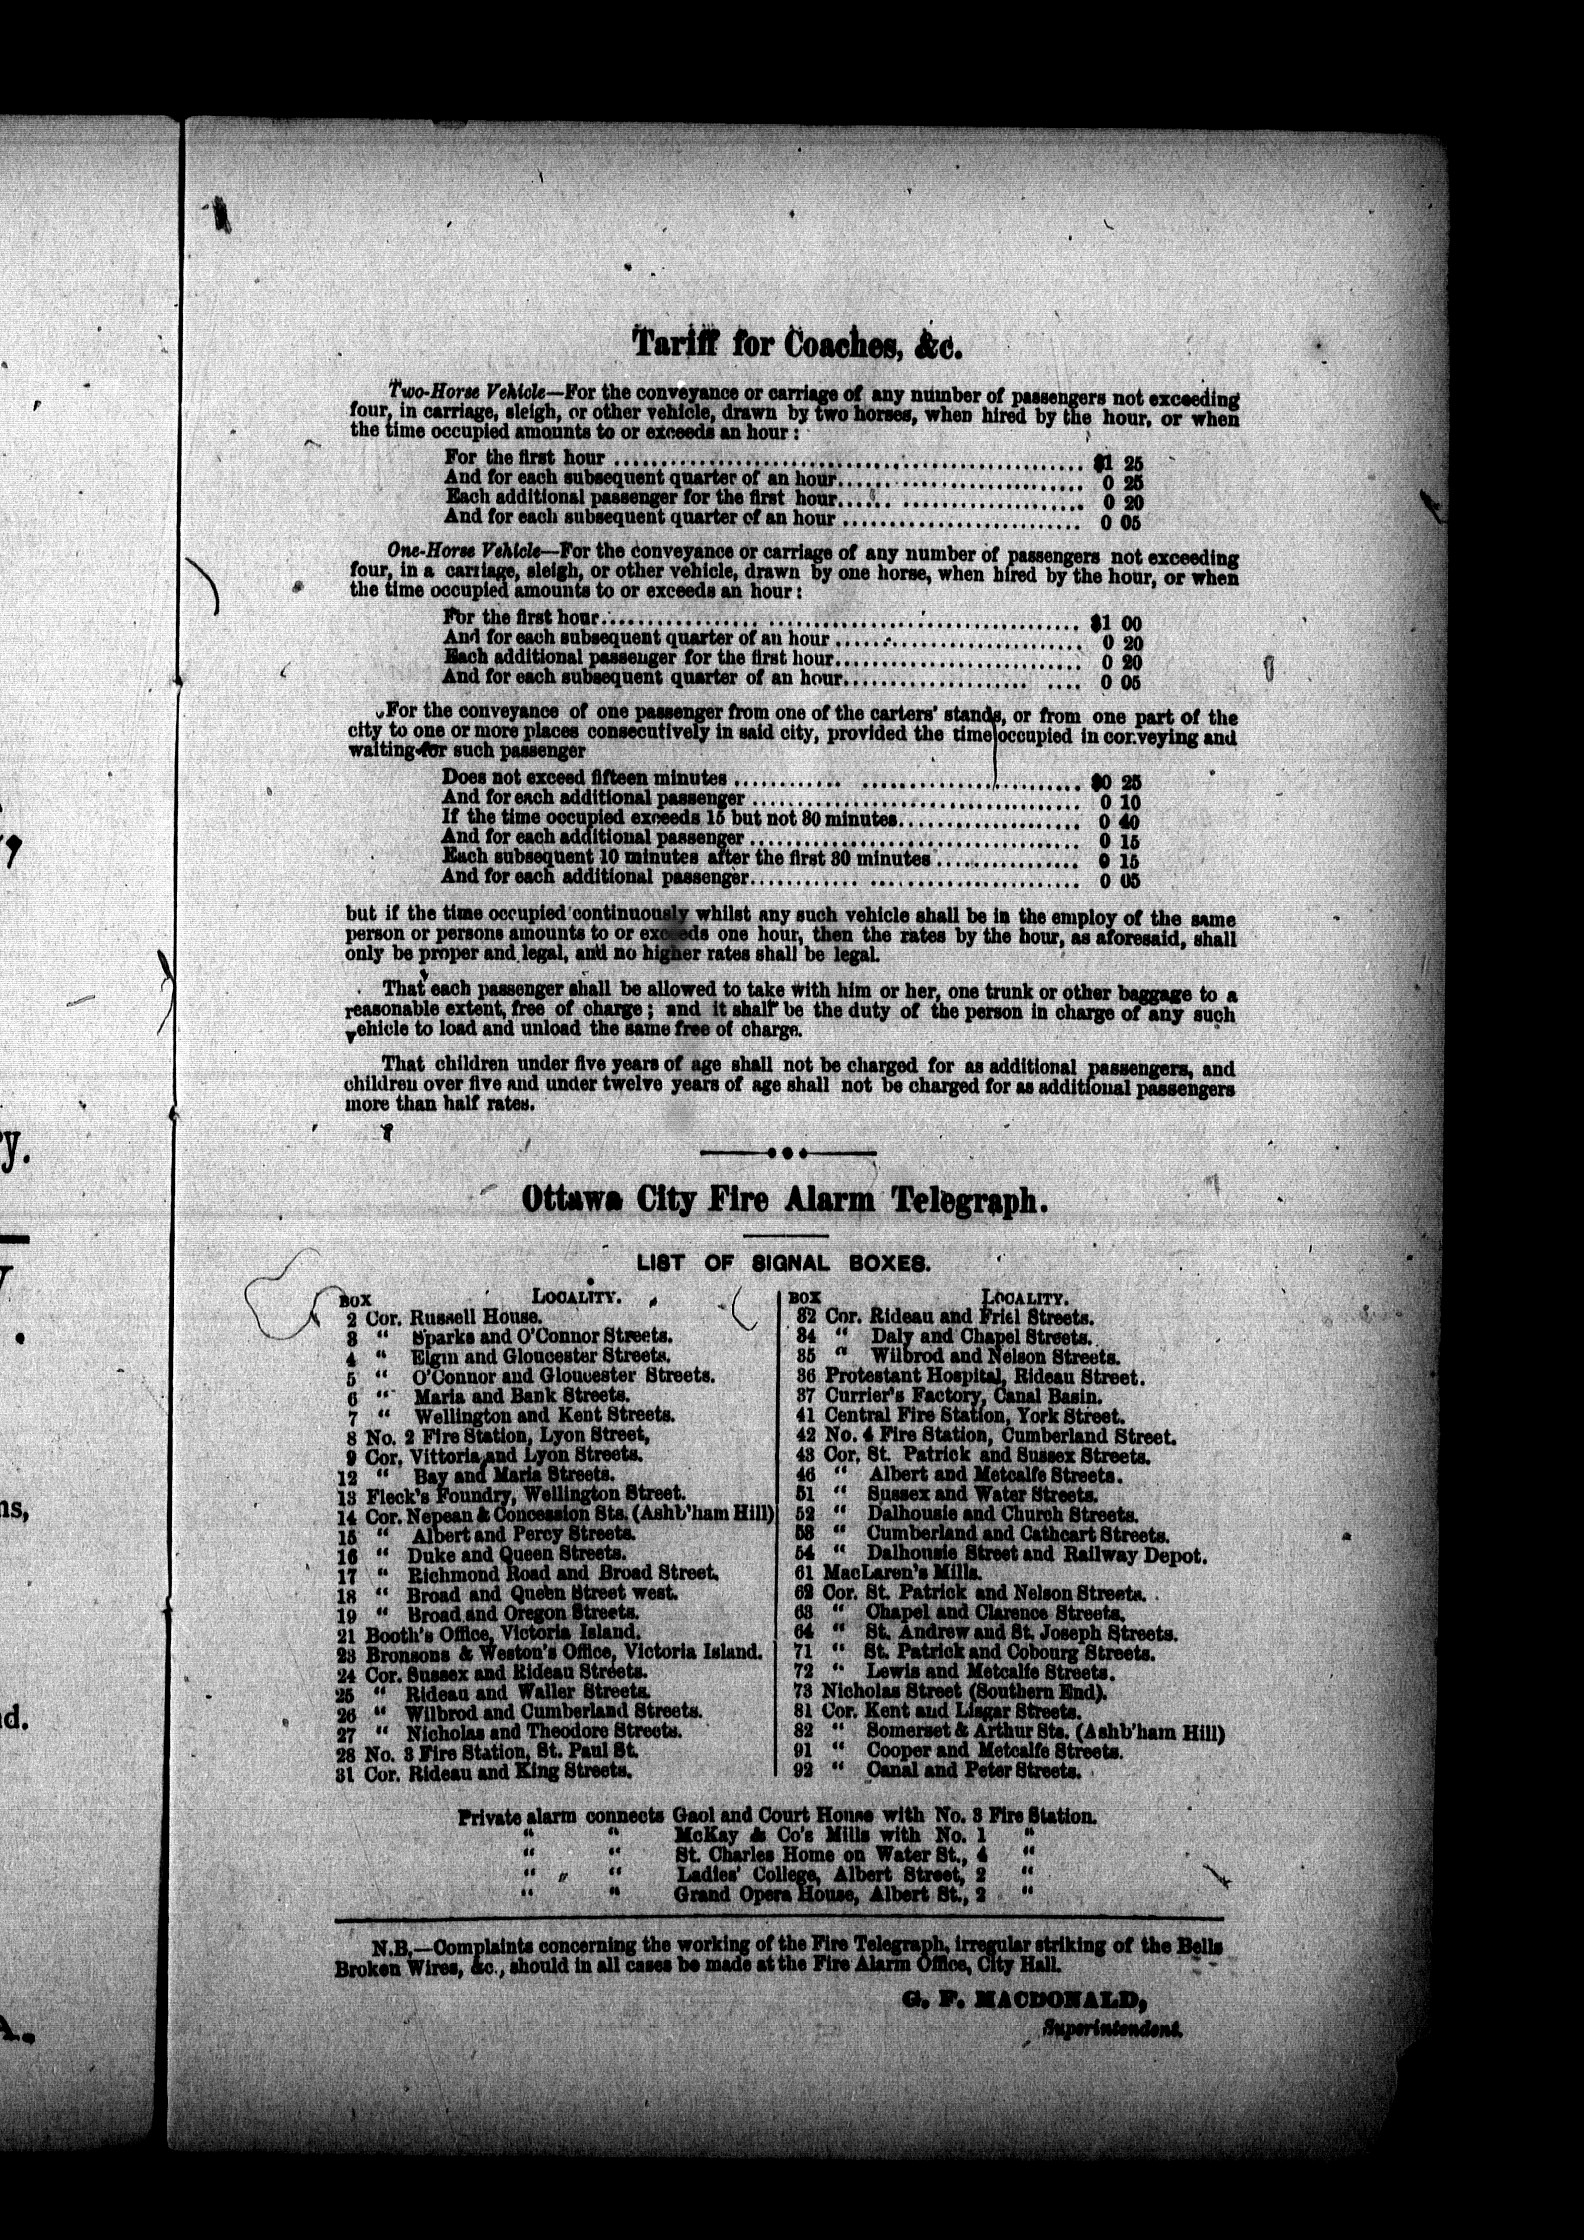 Tariff for Coaches, &c.
Two-Horse Vehicle—For the conveyance or carriage of any number of passengers not exceeding
four, in carriage, sleigh, or other vehicle, drawn by two horses, when hired by the hour, or when
the time occupied amounts to or exceeds an hour:
For the first hour ........ $1 25
And for each subsequent quarter of an hour........ 0 25
Each additional passenger for the first hour........ 0 20
And for each subsequent quarter of an hour ........ 0 05
One-Horse Vehicle—For the conveyance or carriage of any number of passengers not exceeding
four, in a carriage, sleigh, or other vehicle, drawn by one horse, when hired by the hour, or when
the time occupied amounts to or exceeds an hour:
For the first hour........ $1 00
And for each subsequent quarter of an hour ........ 0 20
Each additional passenger for the first hour........ 0 20
And for each subsequent quarter of an hour........ 0 05
For the conveyance of one passenger from one of the carters' stands, or from one part of the
city to one or more places consecutively in said city, provided the time occupied in conveying and
waiting for such passenger
Does not exceed fifteen minutes ........ $0 25
And for each additional passenger ........ 0 10
If the time occupied exceeds 15 but not 30 minutes........ 0 40
And for each additional passenger ........ 0 15
Each subsequent 10 minutes after the first 30 minutes ........ 0 15
And for each additional passenger........ 0 05
but if the time occupied continuously whilst any such vehicle shall be in the employ of the same
person or persons amounts to or exceeds one hour, then the rates by the hour, as aforesaid, shall
only be proper and legal, and no higher rates shall be legal.
That each passenger shall be allowed to take with him or her, one trunk or other baggage to a
reasonable extent, free of charge; and it shall be the duty of the person in charge of any such
vehicle to load and unload the same free of charge.
That children under five years of age shall not be charged for as additional passengers, and
children over five and under twelve years of age shall not be charged for as additional passengers
more than half rates.
Ottawa City Fire Alarm Telegraph.
LIST OF SIGNAL BOXES.
BOX LOCALITY.
2 Cor. Russell House.
3 " Sparks and O'Connor Streets.
4 " Elgin and Gloucester Streets.
5 " O'Connor and Gloucester Streets.
6 " Maria and Bank Streets.
7 " Wellington and Kent Streets.
8 No. 2 Fire Station, Lyon Street,
9 Cor. Vittoria and Lyon Streets.
12 " Bay and Maria Streets.
13 Fleck's Foundry, Wellington Street.
14 Cor. Nepean & Concession Sts. (Ashb'ham Hill)
15 " Albert and Percy Streets.
16 " Duke and Queen Streets.
17 " Richmond Road and Broad Street.
18 " Broad and Queen Street west.
19 " Broad and Oregon Streets.
21 Booth's Office, Victoria Island.
23 Bronsons & Weston's Office, Victoria Island.
24 Cor. Sussex and Rideau Streets.
25 " Rideau and Waller Streets.
26 " Wilbrod and Cumberland Streets.
27 " Nicholas and Theodore Streets.
28 No. 3 Fire Station, St. Paul St.
31 Cor. Rideau and King Streets.
BOX LOCALITY.
32 Cor. Rideau and Friel Streets.
34 " Daly and Chapel Streets.
35 " Wilbrod and Nelson Streets.
36 Protestant Hospital, Rideau Street.
37 Currier's Factory, Canal Basin.
41 Central Fire Station, York Street.
42 No. 4 Fire Station, Cumberland Street.
43 Cor. St. Patrick and Sussex Streets.
46 " Albert and Metcalfe Streets.
51 " Sussex and Water Streets.
52 " Dalhousie and Church Streets.
53 " Cumberland and Cathcart Streets.
54 " Dalhousie Street and Railway Depot.
61 MacLaren's Mills.
62 Cor. St. Patrick and Nelson Streets.
63 " Chapel and Clarence Streets.
64 " St. Andrew and St. Joseph Streets.
71 " St. Patrick and Cobourg Streets.
72 " Lewis and Metcalfe Streets.
73 Nicholas Street (Southern End).
81 Cor. Kent and Lisgar Streets.
82 " Somerset & Arthur Sts. (Ashb'ham Hill)
91 " Cooper and Metcalfe Streets.
92 " Canal and Peter Streets.
Private alarm connects Gaol and Court House with No. 3 Fire Station.
" " McKay & Co's Mills with No. 1 "
" " St. Charles Home on Water St., 4 "
" " Ladies' College, Albert Street, 2 "
" " Grand Opera House, Albert St., 2 "
N.B.—Complaints concerning the working of the Fire Telegraph, irregular striking of the Bells
Broken Wires, &c., should in all cases be made at the Fire Alarm Office, City Hall.
G. F. MACDONALD,
Superintendent.